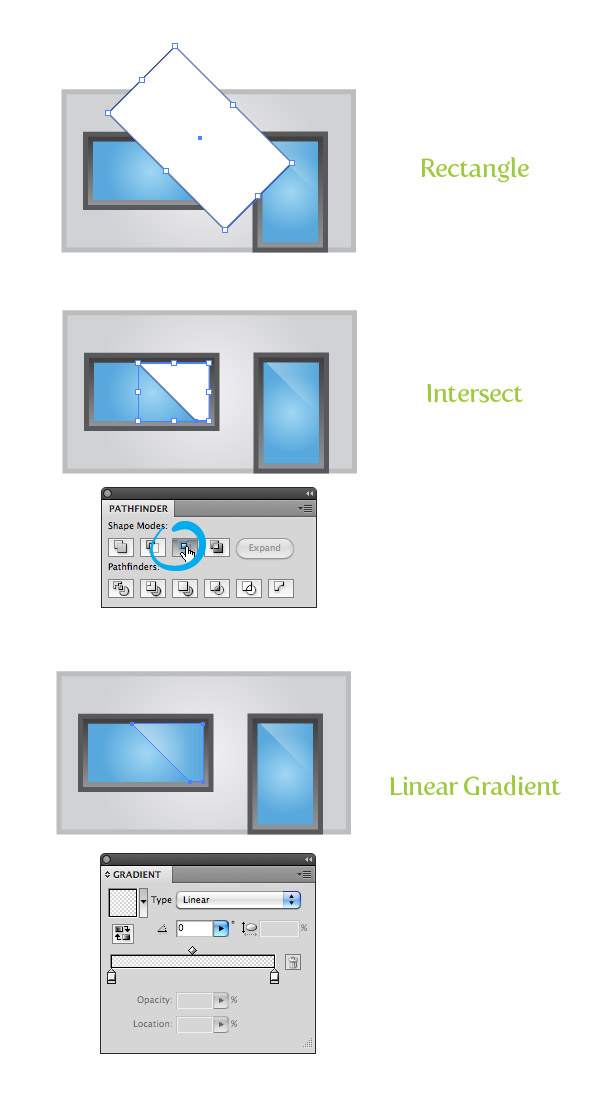 Rectangle
Intersect
PATHFINDER
Shape Modes:
Expand
Pathfinders:
Linear Gradient
GRADIENT
Type Linear
0 ° %
Opacity: %
Location: %